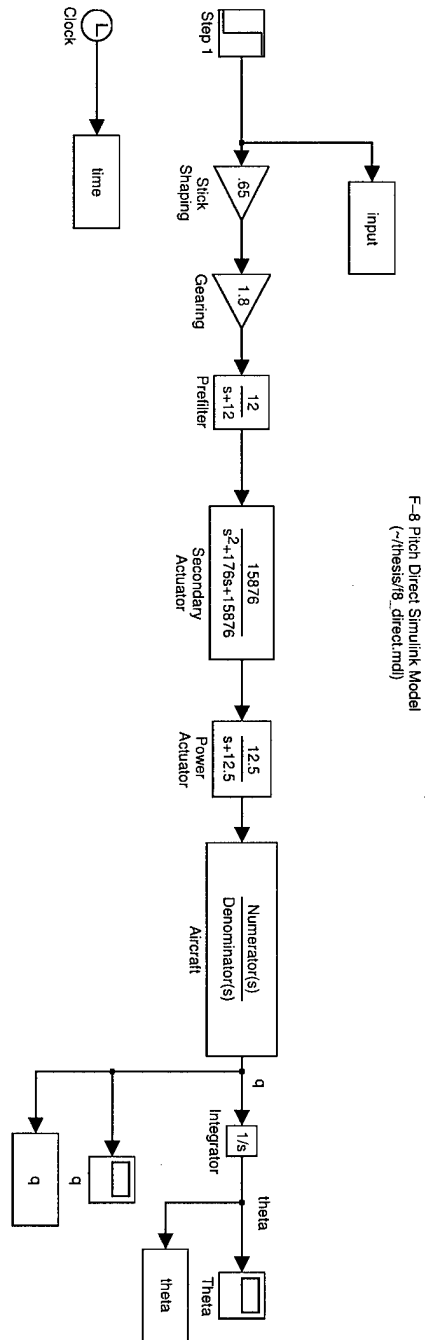 F–8 Pitch Direct Simulink Model
(~/thesis/f8_direct.mdl)
input
Step 1
.65
Stick
Shaping
1.8
Gearing
12
s+12
Prefilter
15876
s²+176s+15876
Secondary
Actuator
12.5
s+12.5
Power
Actuator
Numerator(s)
Denominator(s)
Aircraft
q
1/s
Integrator
theta
Theta
theta
q
q
Clock
time